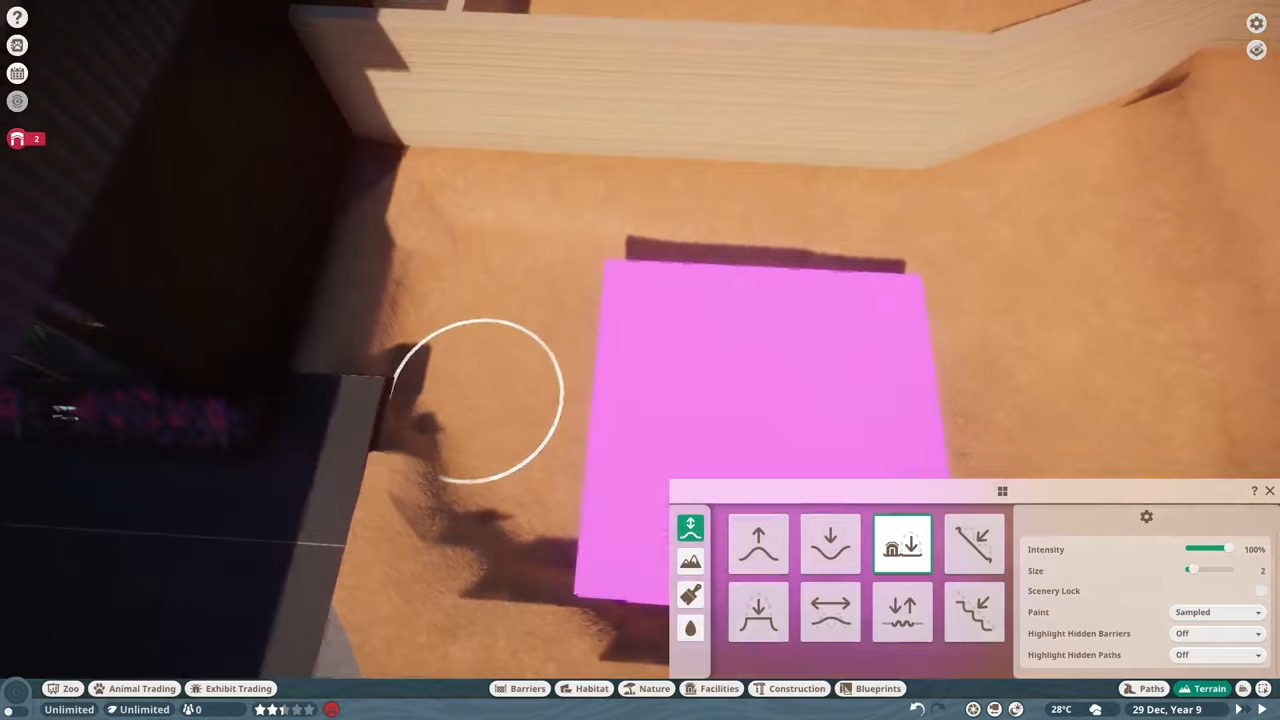 ?
2
? 
Intensity 100%
Size 2
Scenery Lock
Paint Sampled
Highlight Hidden Barriers Off
Highlight Hidden Paths Off
Zoo Animal Trading Exhibit Trading Barriers Habitat Nature Facilities Construction Blueprints Paths Terrain
Unlimited Unlimited 0 28°C 29 Dec, Year 9